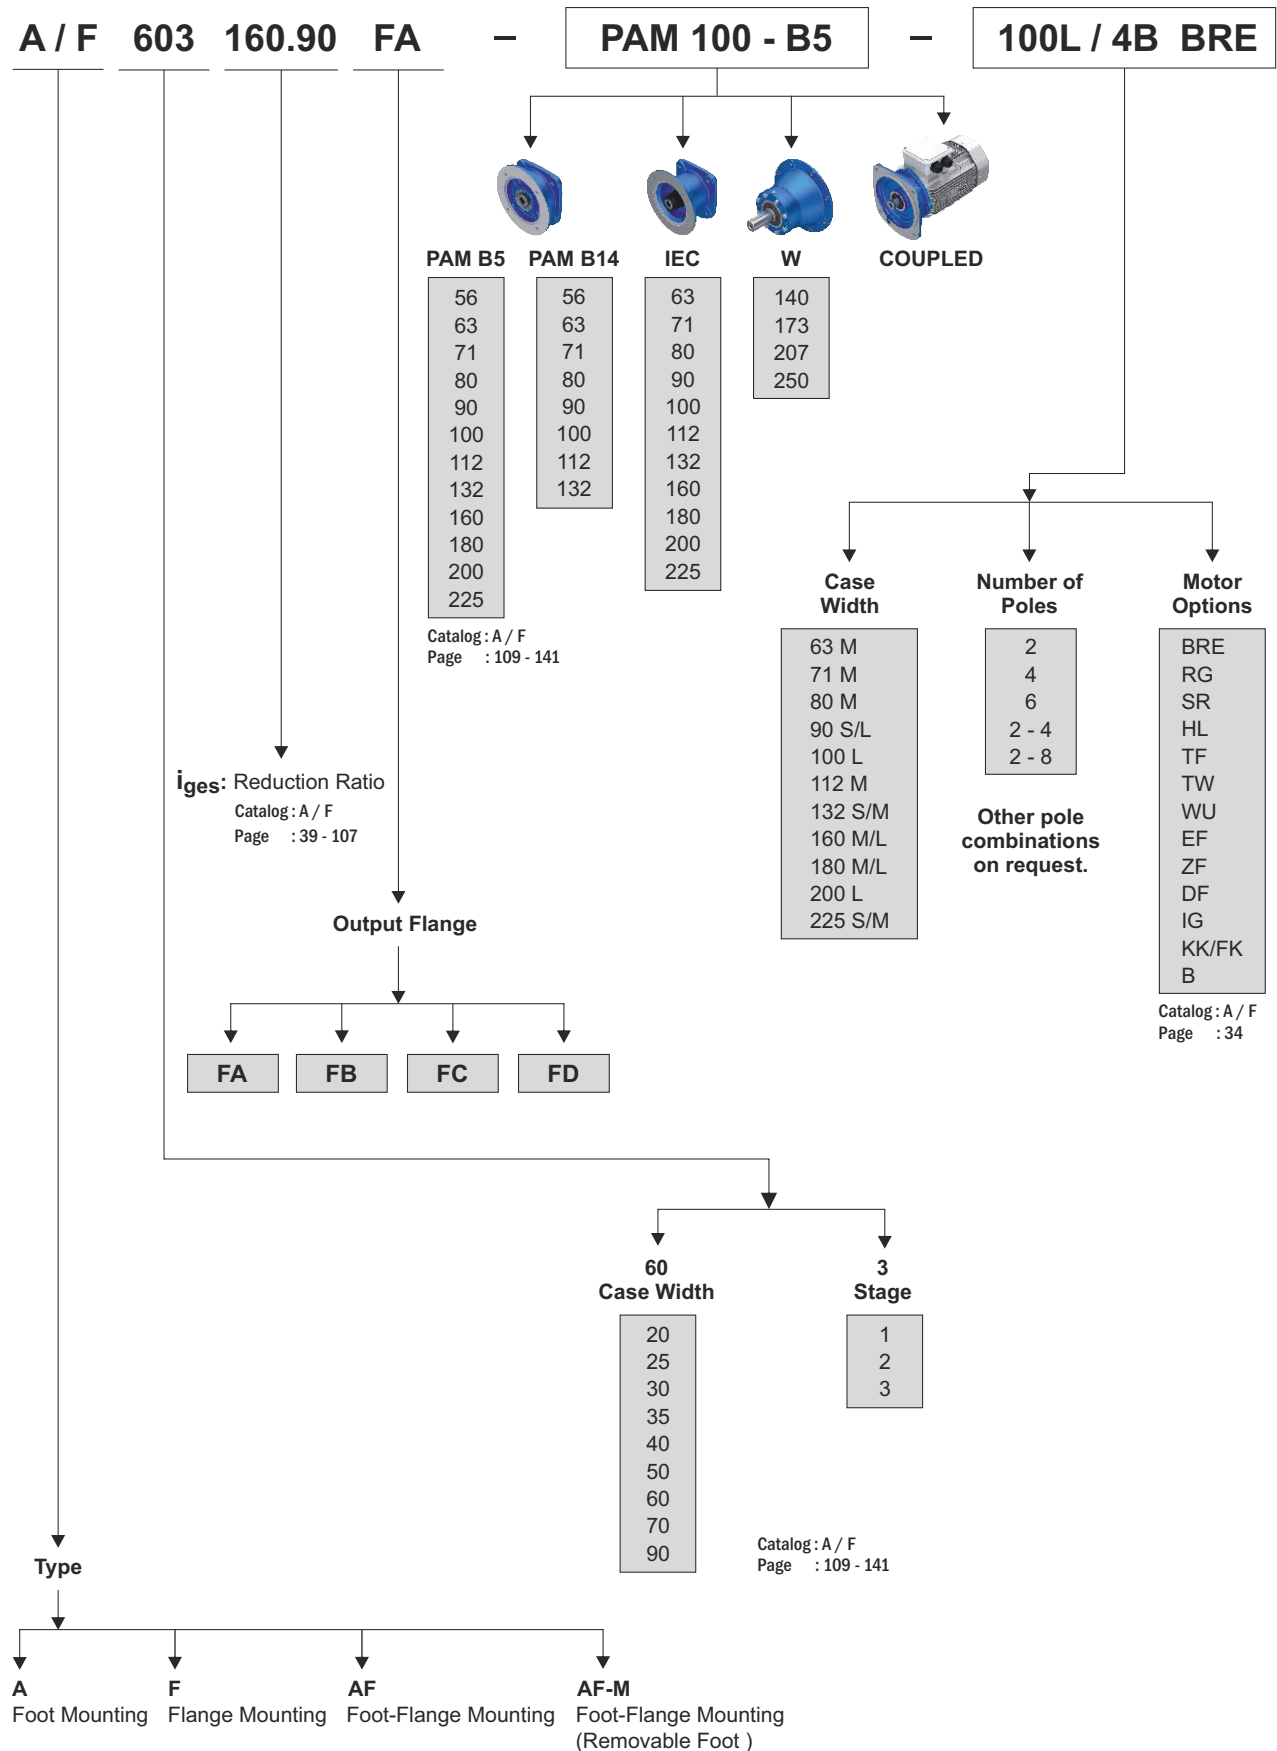 A / F 603 160.90 FA – PAM 100 - B5 – 100L / 4B BRE
PAM B5
56
63
71
80
90
100
112
132
160
180
200
225
Catalog : A / F
Page : 109 - 141
PAM B14
56
63
71
80
90
100
112
132
IEC
63
71
80
90
100
112
132
160
180
200
225
W
140
173
207
250
COUPLED
Case
Width
63 M
71 M
80 M
90 S/L
100 L
112 M
132 S/M
160 M/L
180 M/L
200 L
225 S/M
Number of
Poles
2
4
6
2 - 4
2 - 8
Other pole
combinations
on request.
Motor
Options
BRE
RG
SR
HL
TF
TW
WU
EF
ZF
DF
IG
KK/FK
B
Catalog : A / F
Page : 34
iges: Reduction Ratio
Catalog : A / F
Page : 39 - 107
Output Flange
FA FB FC FD
60
Case Width
20
25
30
35
40
50
60
70
90
3
Stage
1
2
3
Catalog : A / F
Page : 109 - 141
Type
A
Foot Mounting
F
Flange Mounting
AF
Foot-Flange Mounting
AF-M
Foot-Flange Mounting
(Removable Foot )